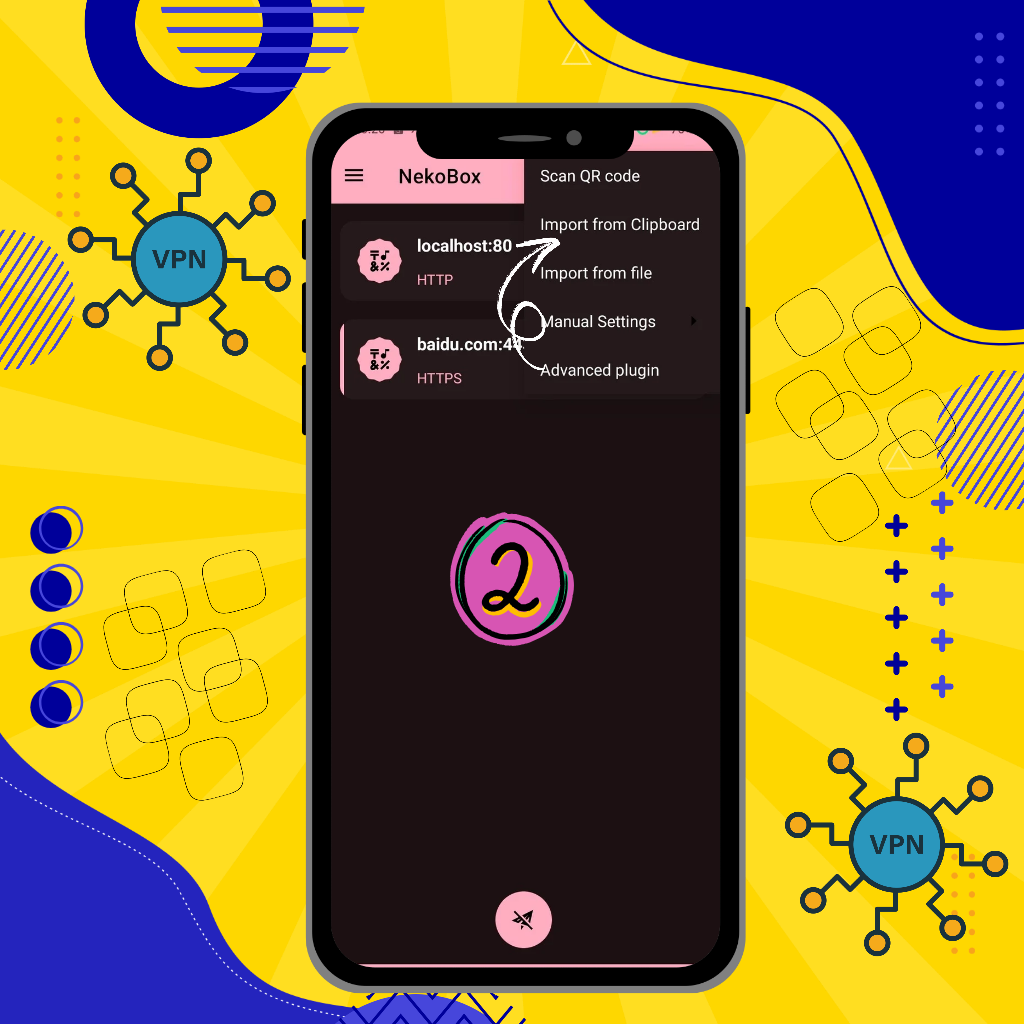 NekoBox
Scan QR code
Import from Clipboard
Import from file
Manual Settings
Advanced plugin
localhost:80
HTTP
baidu.com:44
HTTPS
VPN
2
VPN